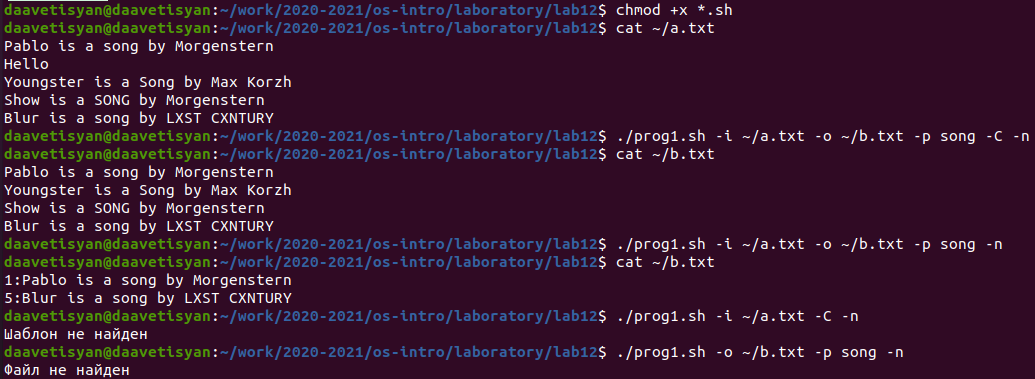 daavetisyan@daavetisyan:~/work/2020-2021/os-intro/laboratory/lab12$ chmod +x *.sh
daavetisyan@daavetisyan:~/work/2020-2021/os-intro/laboratory/lab12$ cat ~/a.txt
Pablo is a song by Morgenstern
Hello
Youngster is a Song by Max Korzh
Show is a SONG by Morgenstern
Blur is a song by LXST CXNTURY
daavetisyan@daavetisyan:~/work/2020-2021/os-intro/laboratory/lab12$ ./prog1.sh -i ~/a.txt -o ~/b.txt -p song -C -n
daavetisyan@daavetisyan:~/work/2020-2021/os-intro/laboratory/lab12$ cat ~/b.txt
Pablo is a song by Morgenstern
Youngster is a Song by Max Korzh
Show is a SONG by Morgenstern
Blur is a song by LXST CXNTURY
daavetisyan@daavetisyan:~/work/2020-2021/os-intro/laboratory/lab12$ ./prog1.sh -i ~/a.txt -o ~/b.txt -p song -n
daavetisyan@daavetisyan:~/work/2020-2021/os-intro/laboratory/lab12$ cat ~/b.txt
1:Pablo is a song by Morgenstern
5:Blur is a song by LXST CXNTURY
daavetisyan@daavetisyan:~/work/2020-2021/os-intro/laboratory/lab12$ ./prog1.sh -i ~/a.txt -C -n
Шаблон не найден
daavetisyan@daavetisyan:~/work/2020-2021/os-intro/laboratory/lab12$ ./prog1.sh -o ~/b.txt -p song -n
Файл не найден